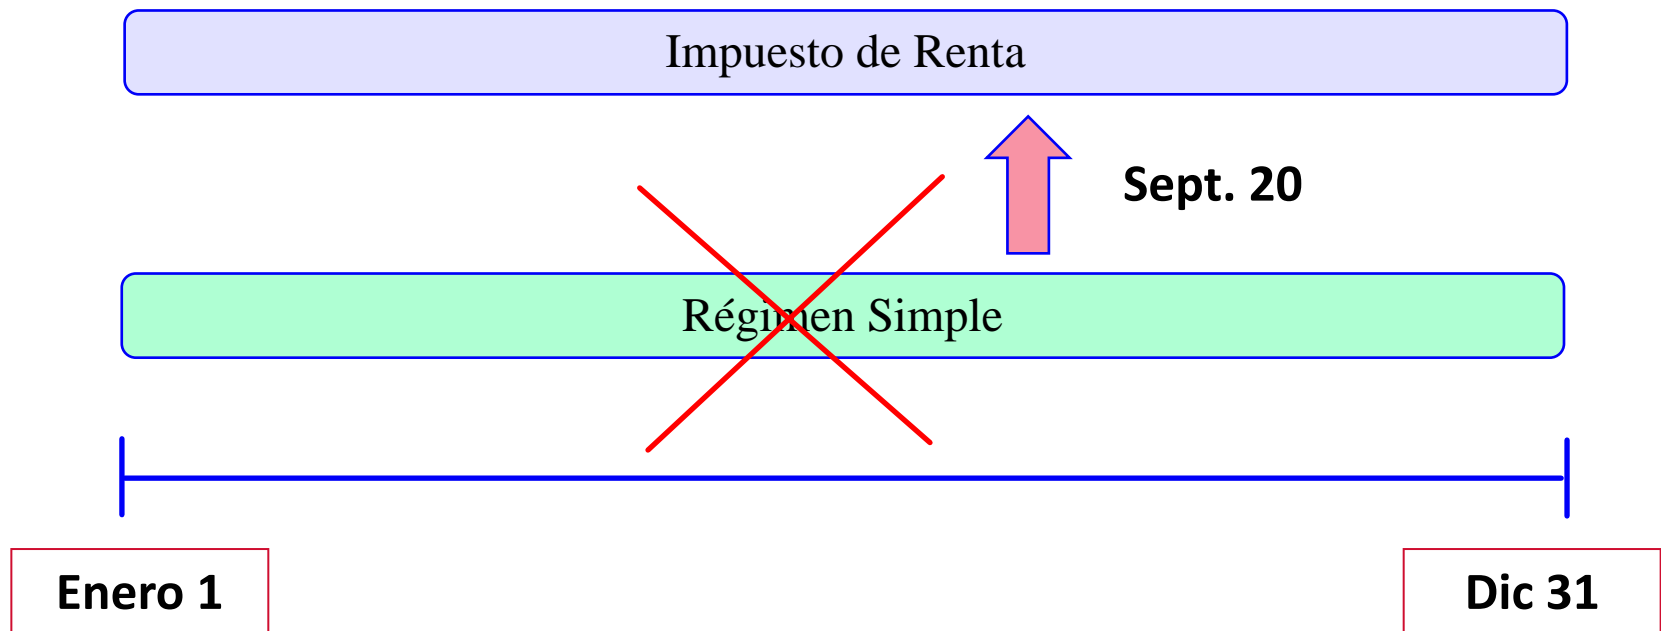 Impuesto de Renta
Sept. 20
Régimen Simple
Enero 1
Dic 31